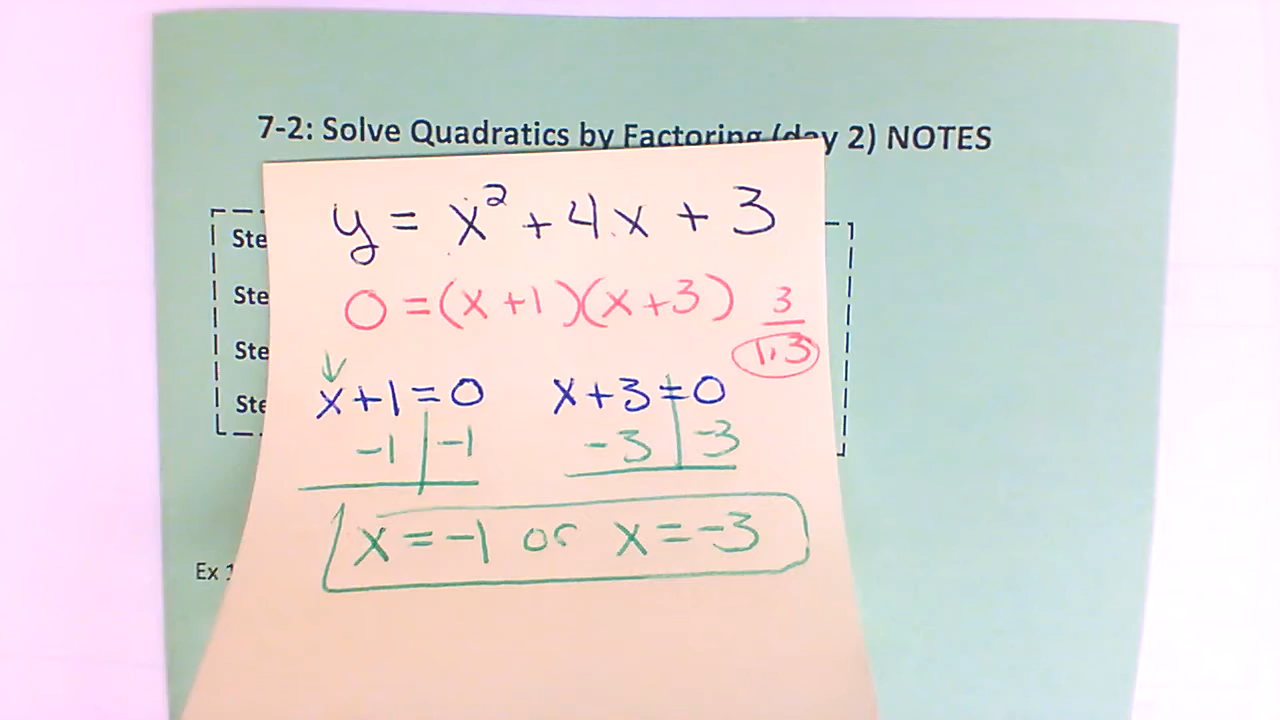 7-2: Solve Quadratics by Factoring (day 2) NOTES
y = x² + 4x + 3
Ste
0 = (x + 1)(x + 3)
3
1,3
Ste
Ste
x + 1 = 0 x + 3 = 0
Ste
-1 | -1 -3 | -3
x = -1 or x = -3
Ex 1